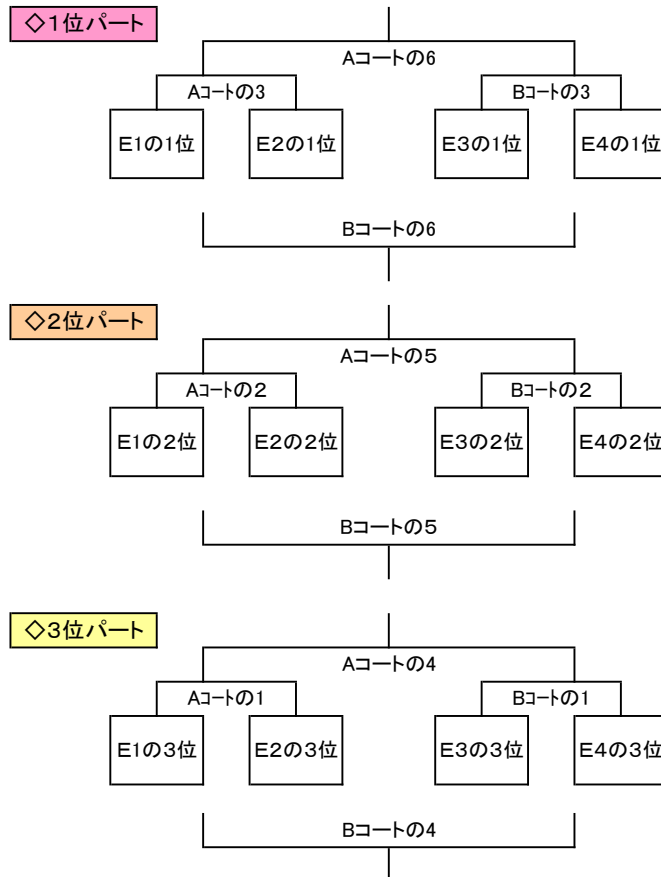 ◇１位パート
Aコートの６
Aｺｰﾄの３
Bｺｰﾄの３
E１の１位
E２の１位
E３の１位
E４の１位
Bコートの６
◇２位パート
Aコートの５
Aｺｰﾄの２
Bｺｰﾄの２
E１の２位
E２の２位
E３の２位
E４の２位
Bコートの５
◇３位パート
Aコートの４
Aｺｰﾄの１
Bｺｰﾄの１
E１の３位
E２の３位
E３の３位
E４の３位
Bコートの４